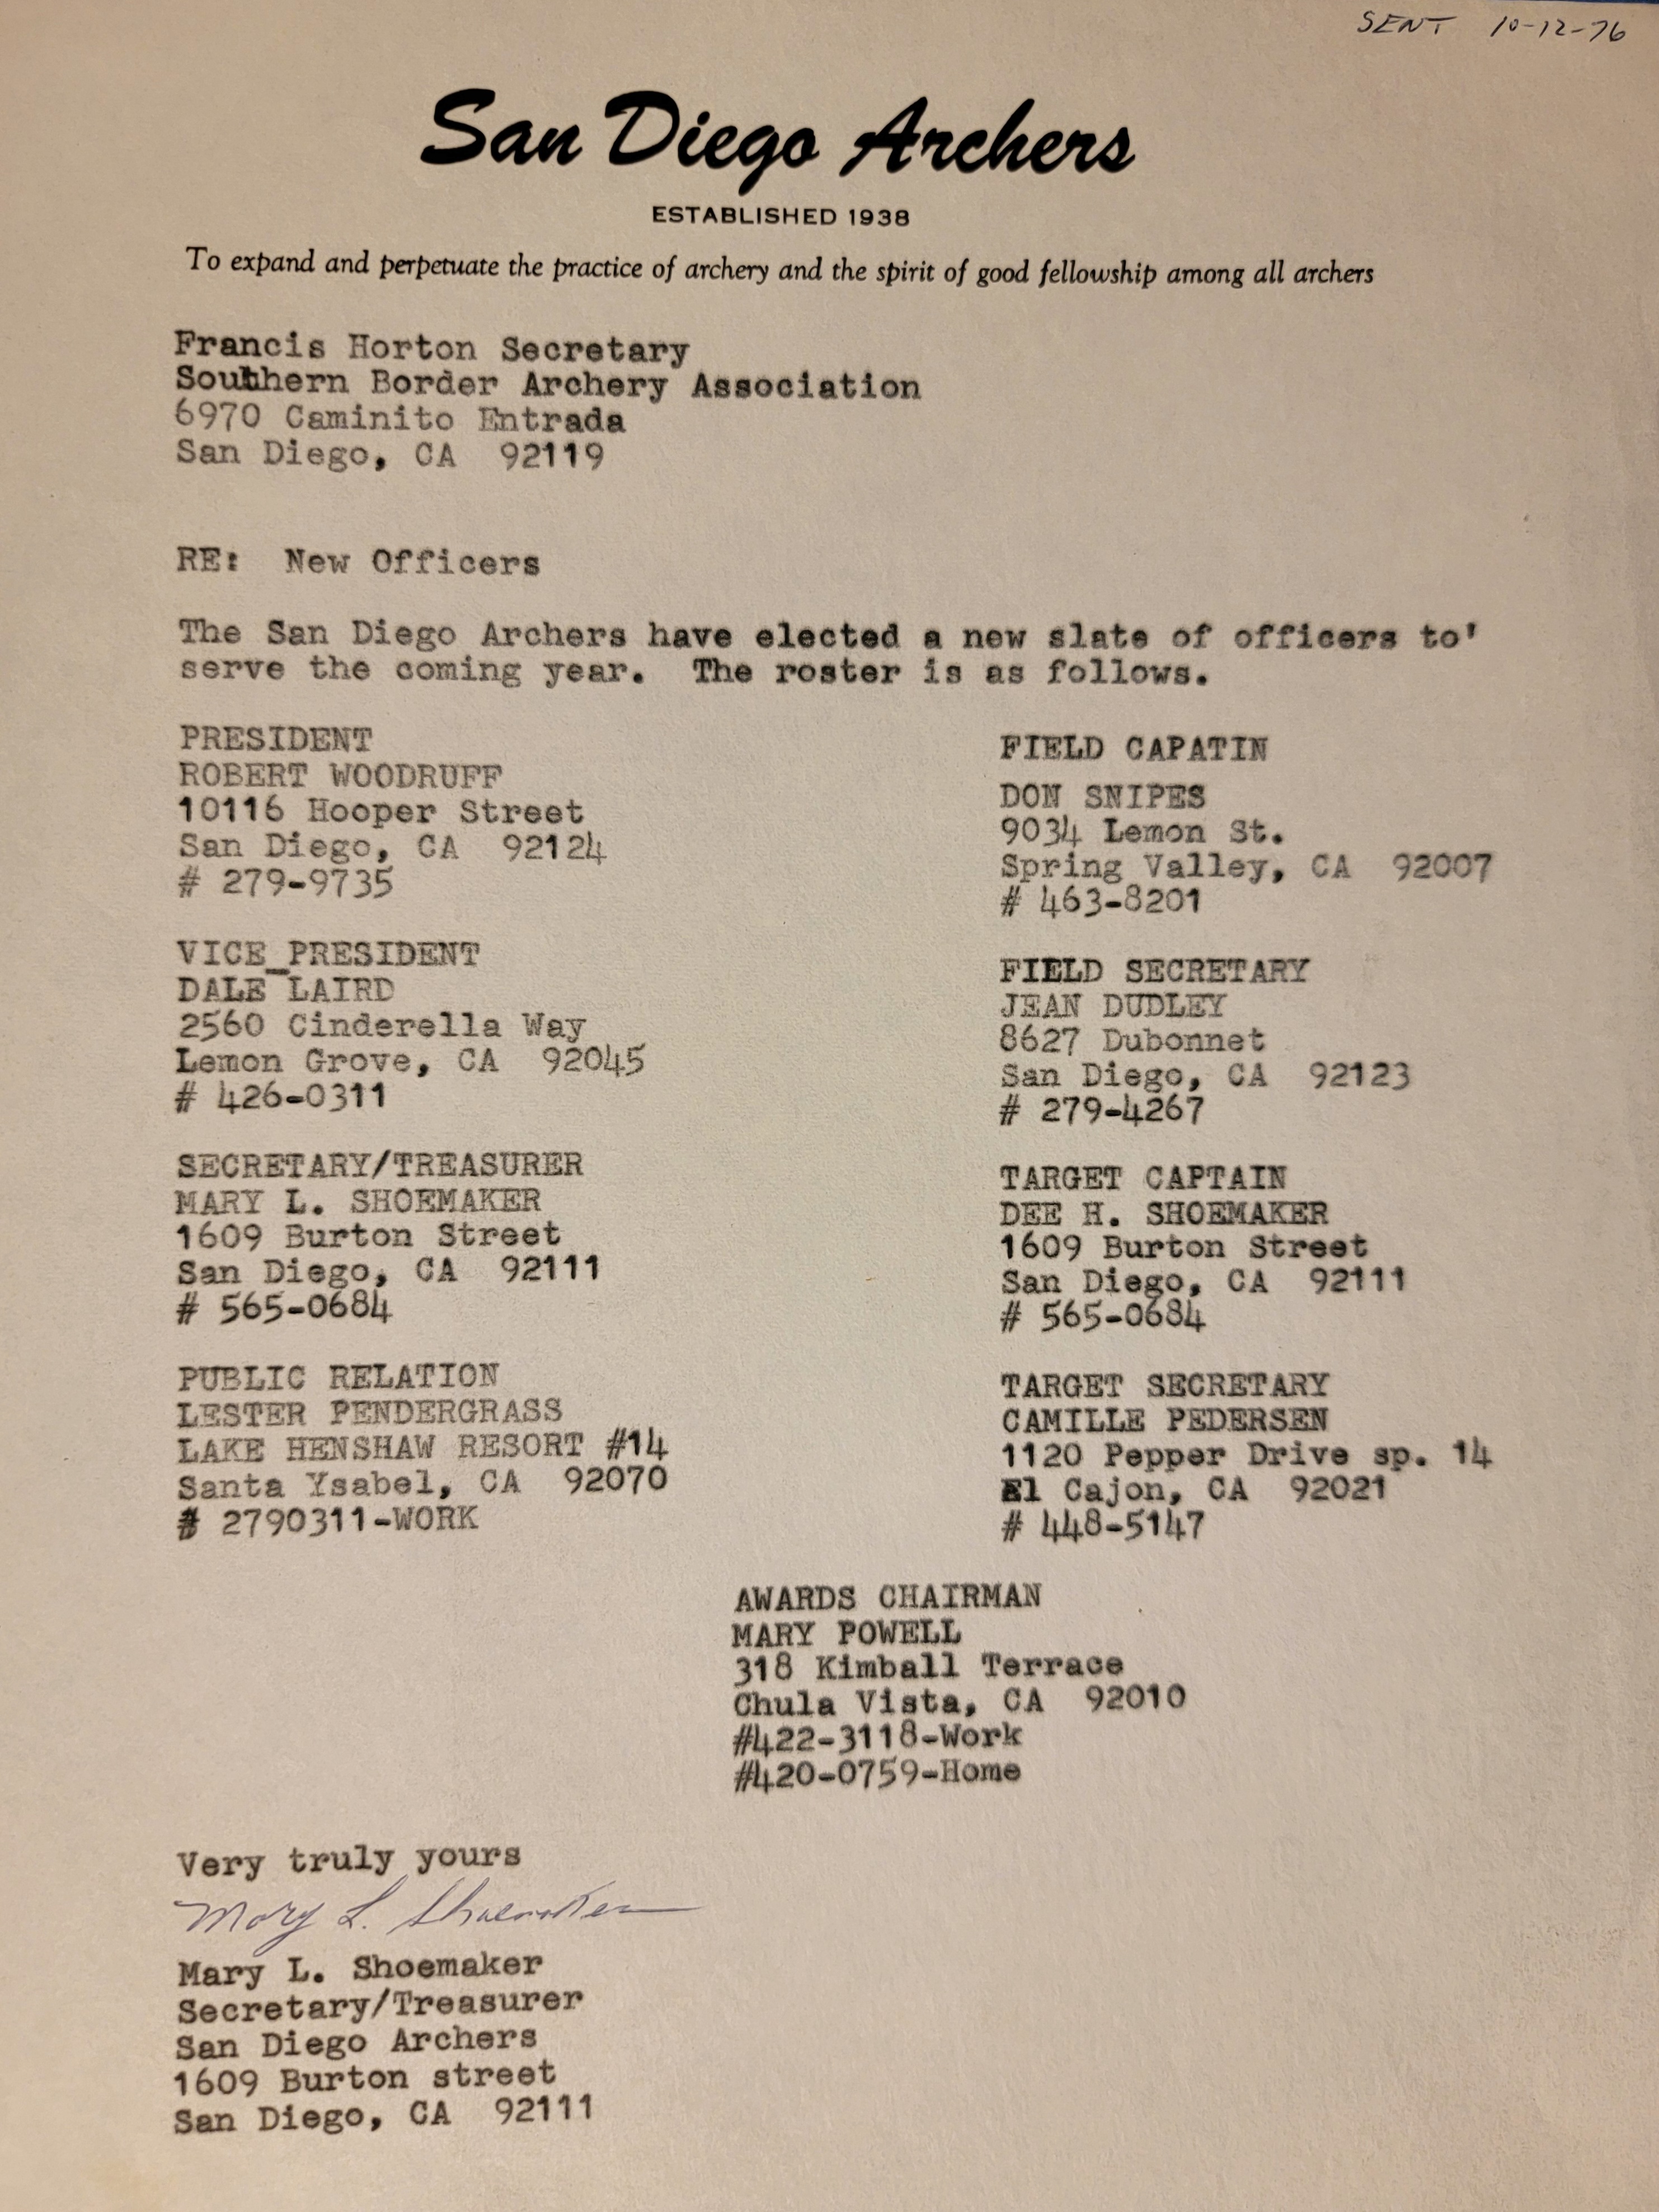 SENT 10-12-76
San Diego Archers
ESTABLISHED 1938
To expand and perpetuate the practice of archery and the spirit of good fellowship among all archers
Francis Horton Secretary
Southern Border Archery Association
6970 Caminito Entrada
San Diego, CA 92119
RE: New Officers
The San Diego Archers have elected a new slate of officers to'
serve the coming year. The roster is as follows.
PRESIDENT
ROBERT WOODRUFF
10116 Hooper Street
San Diego, CA 92124
# 279-9735
VICE_PRESIDENT
DALE LAIRD
2560 Cinderella Way
Lemon Grove, CA 92045
# 426-0311
SECRETARY/TREASURER
MARY L. SHOEMAKER
1609 Burton Street
San Diego, CA 92111
# 565-0684
PUBLIC RELATION
LESTER PENDERGRASS
LAKE HENSHAW RESORT #14
Santa Ysabel, CA 92070
# 2790311-WORK
FIELD CAPATIN
DON SNIPES
9034 Lemon St.
Spring Valley, CA 92007
# 463-8201
FIELD SECRETARY
JEAN DUDLEY
8627 Dubonnet
San Diego, CA 92123
# 279-4267
TARGET CAPTAIN
DEE H. SHOEMAKER
1609 Burton Street
San Diego, CA 92111
# 565-0684
TARGET SECRETARY
CAMILLE PEDERSEN
1120 Pepper Drive sp. 14
El Cajon, CA 92021
# 448-5147
AWARDS CHAIRMAN
MARY POWELL
318 Kimball Terrace
Chula Vista, CA 92010
#422-3118-Work
#420-0759-Home
Very truly yours
Mary L. Shoemaker
Mary L. Shoemaker
Secretary/Treasurer
San Diego Archers
1609 Burton street
San Diego, CA 92111